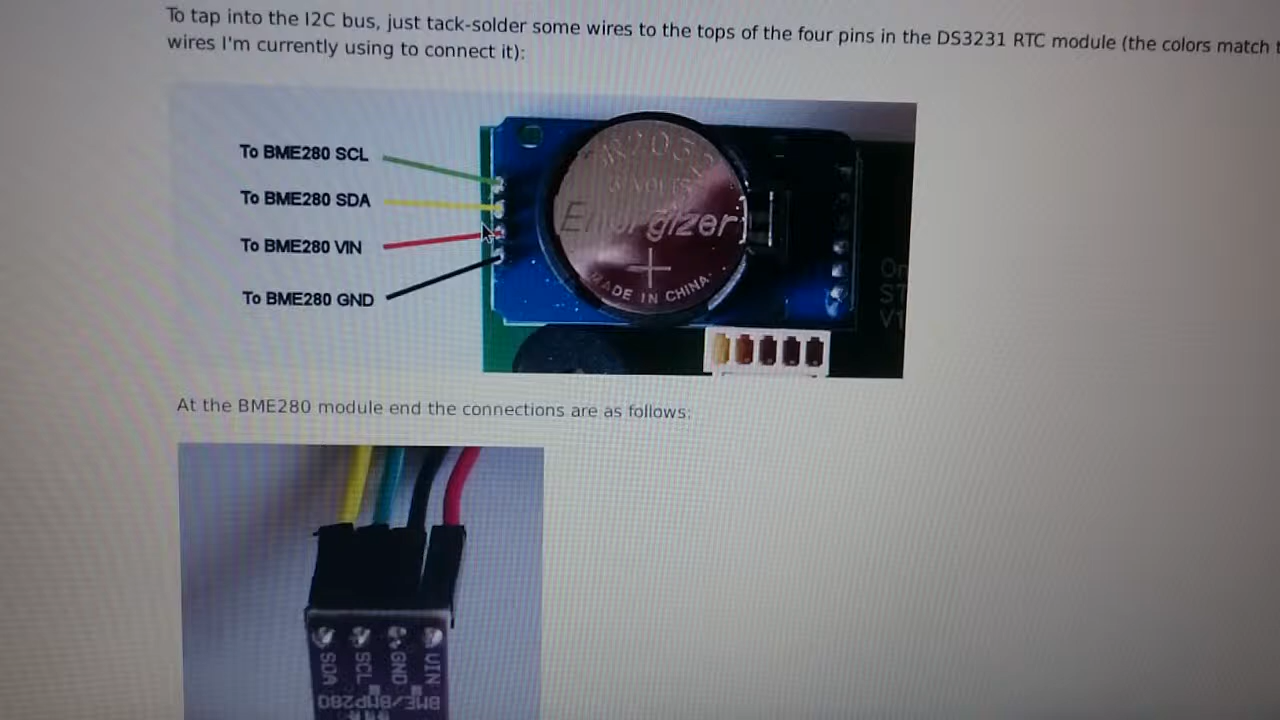 To tap into the I2C bus, just tack-solder some wires to the tops of the four pins in the DS3231 RTC module (the colors match
wires I'm currently using to connect it):
To BME280 SCL
To BME280 SDA
To BME280 VIN
To BME280 GND
Energizer
MADE IN CHINA
At the BME280 module end the connections are as follows:
SDA
SCL
GND
VIN
BME/BMP280